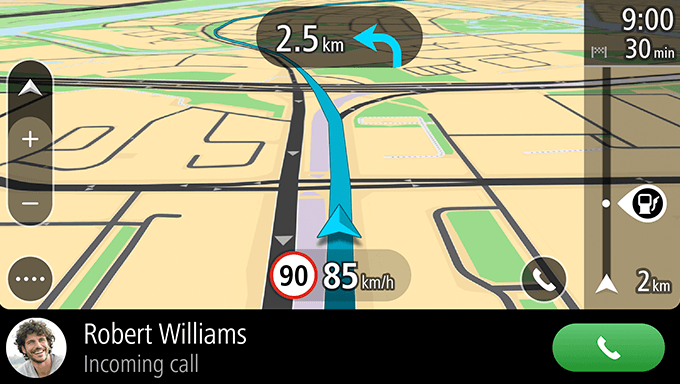 2.5 km
9:00
30 min
+
−
90
85 km/h
2 km
Robert Williams
Incoming call